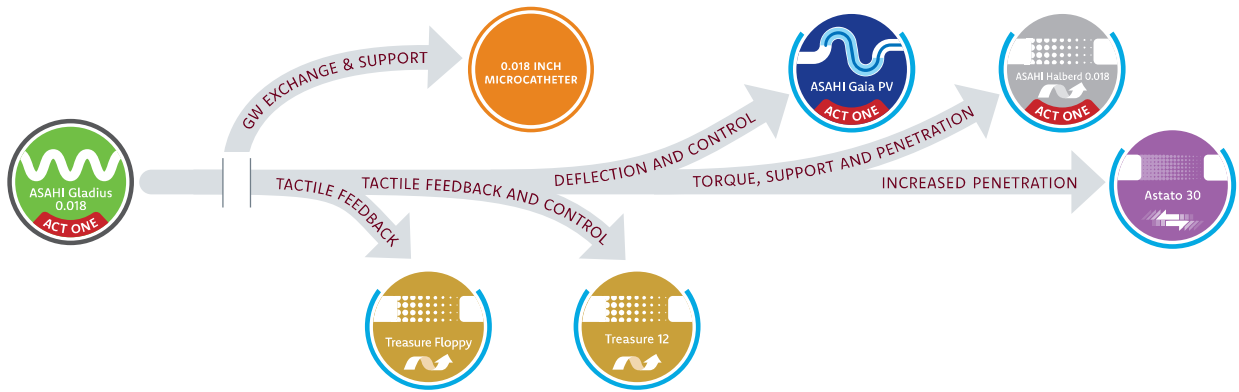 ASAHI Gladius
0.018
ACT ONE
GW EXCHANGE & SUPPORT
0.018 INCH
MICROCATHETER
TACTILE FEEDBACK
Treasure Floppy
TACTILE FEEDBACK AND CONTROL
Treasure 12
DEFLECTION AND CONTROL
ASAHI Gaia PV
ACT ONE
TORQUE, SUPPORT AND PENETRATION
ASAHI Halberd 0.018
ACT ONE
INCREASED PENETRATION
Astato 30